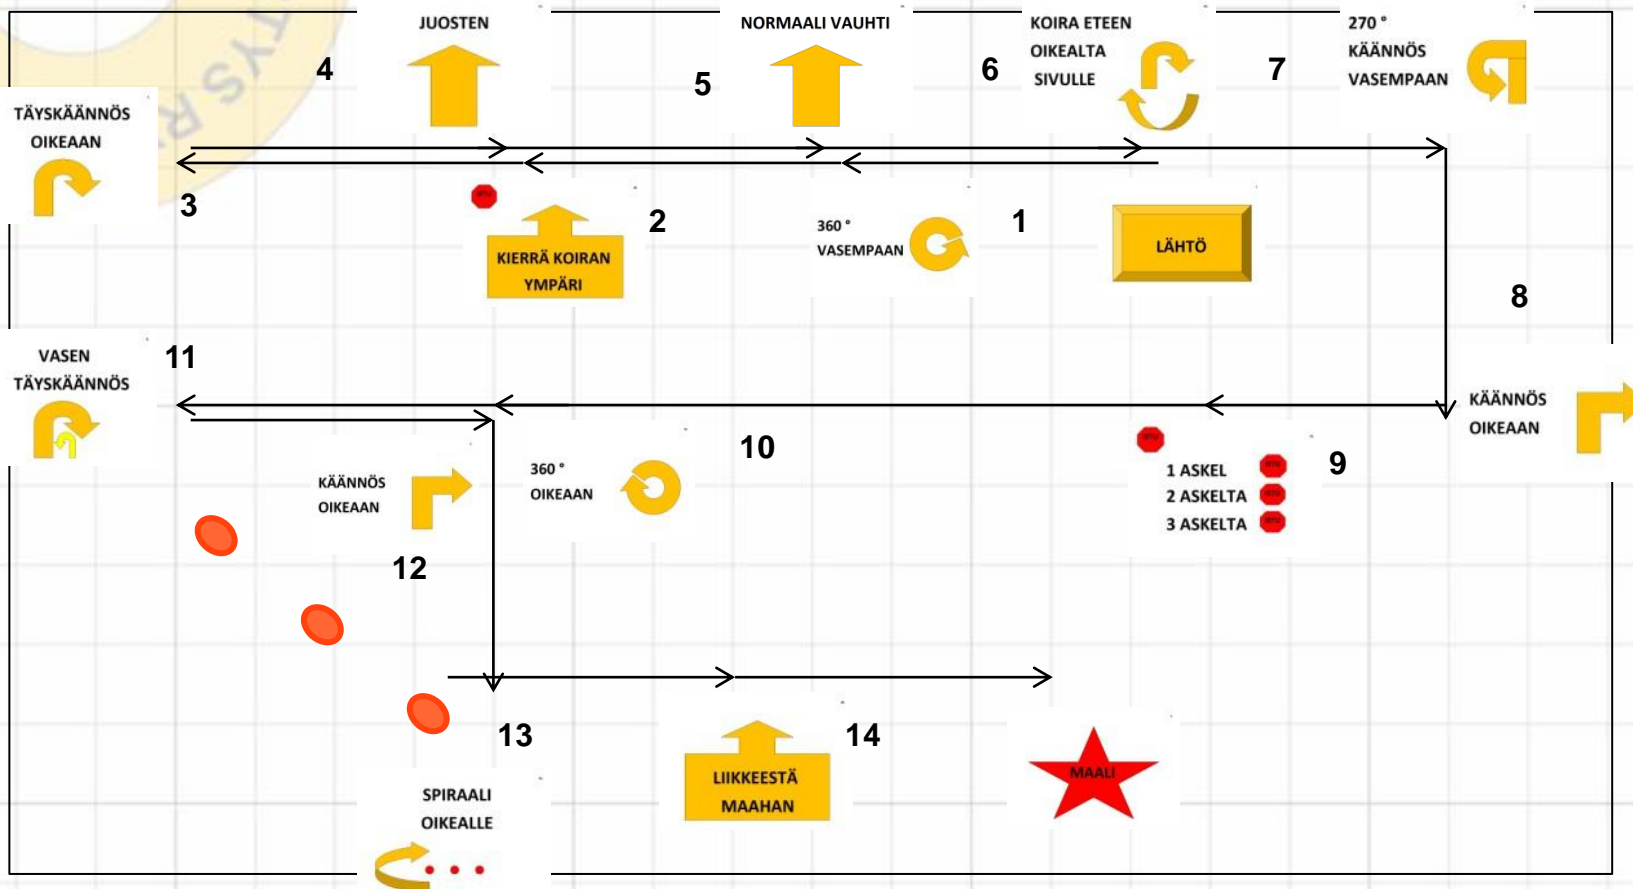 JUOSTEN
NORMAALI VAUHTI
KOIRA ETEEN
OIKEALTA
SIVULLE
270 °
KÄÄNNÖS
VASEMPAAN
4
5
6
7
TÄYSKÄÄNNÖS
OIKEAAN
3
KIERRÄ KOIRAN
YMPÄRI
2
360 °
VASEMPAAN
1
LÄHTÖ
8
VASEN
TÄYSKÄÄNNÖS
11
KÄÄNNÖS
OIKEAAN
12
360 °
OIKEAAN
10
1 ASKEL
2 ASKELTA
3 ASKELTA
9
KÄÄNNÖS
OIKEAAN
13
SPIRAALI
OIKEALLE
LIIKKEESTÄ
MAAHAN
14
MAALI
TYSR